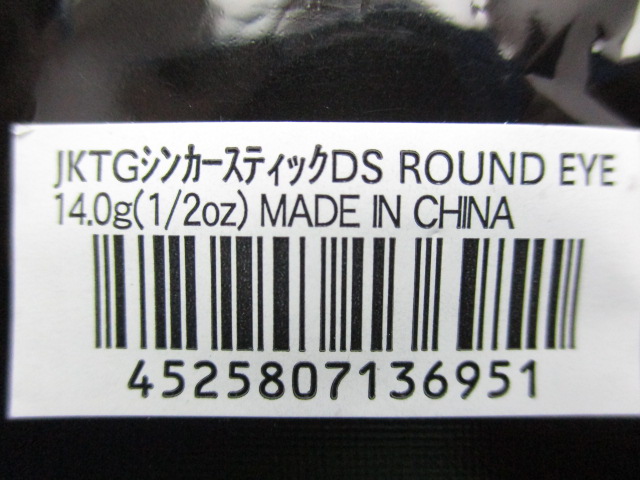 JKTGｼﾝｶｰｽﾃｨｯｸDS ROUND EYE
14.0g(1/2oz) MADE IN CHINA
4525807136951